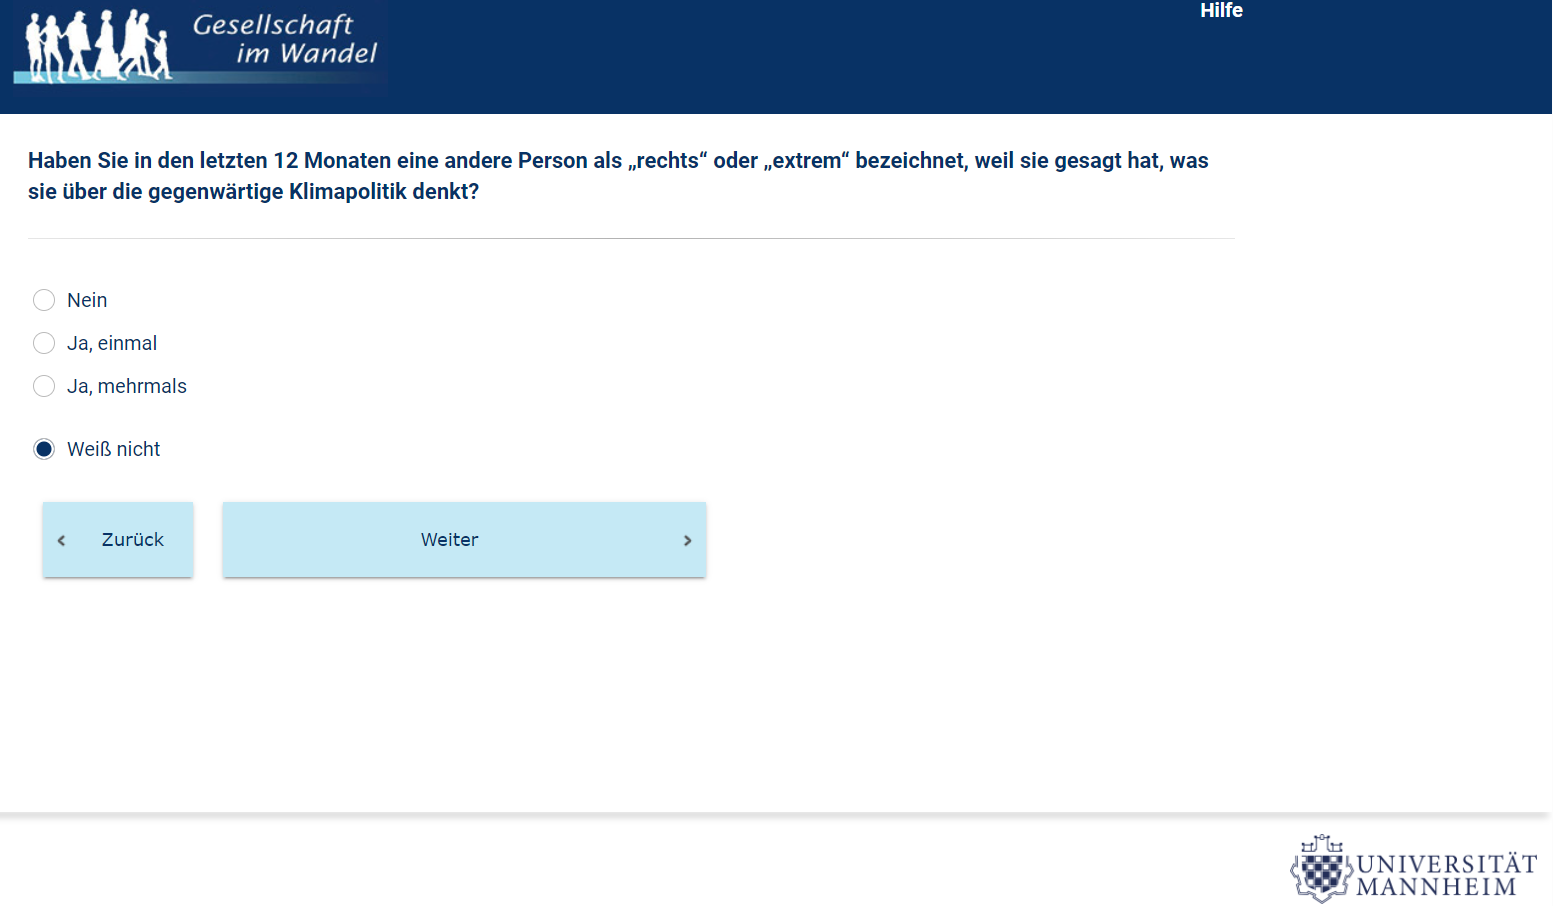 Gesellschaft
im Wandel
Hilfe
Haben Sie in den letzten 12 Monaten eine andere Person als „rechts“ oder „extrem“ bezeichnet, weil sie gesagt hat, was
sie über die gegenwärtige Klimapolitik denkt?
Nein
Ja, einmal
Ja, mehrmals
Weiß nicht
Zurück
Weiter
UNIVERSITÄT
MANNHEIM